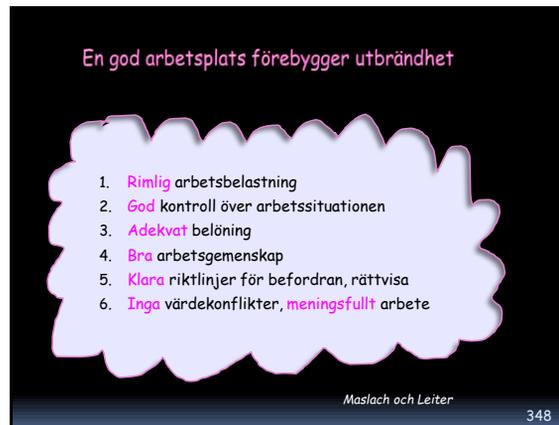 En god arbetsplats förebygger utbrändhet
1. Rimlig arbetsbelastning
2. God kontroll över arbetssituationen
3. Adekvat belöning
4. Bra arbetsgemenskap
5. Klara riktlinjer för befordran, rättvisa
6. Inga värdekonflikter, meningsfullt arbete
Maslach och Leiter
348